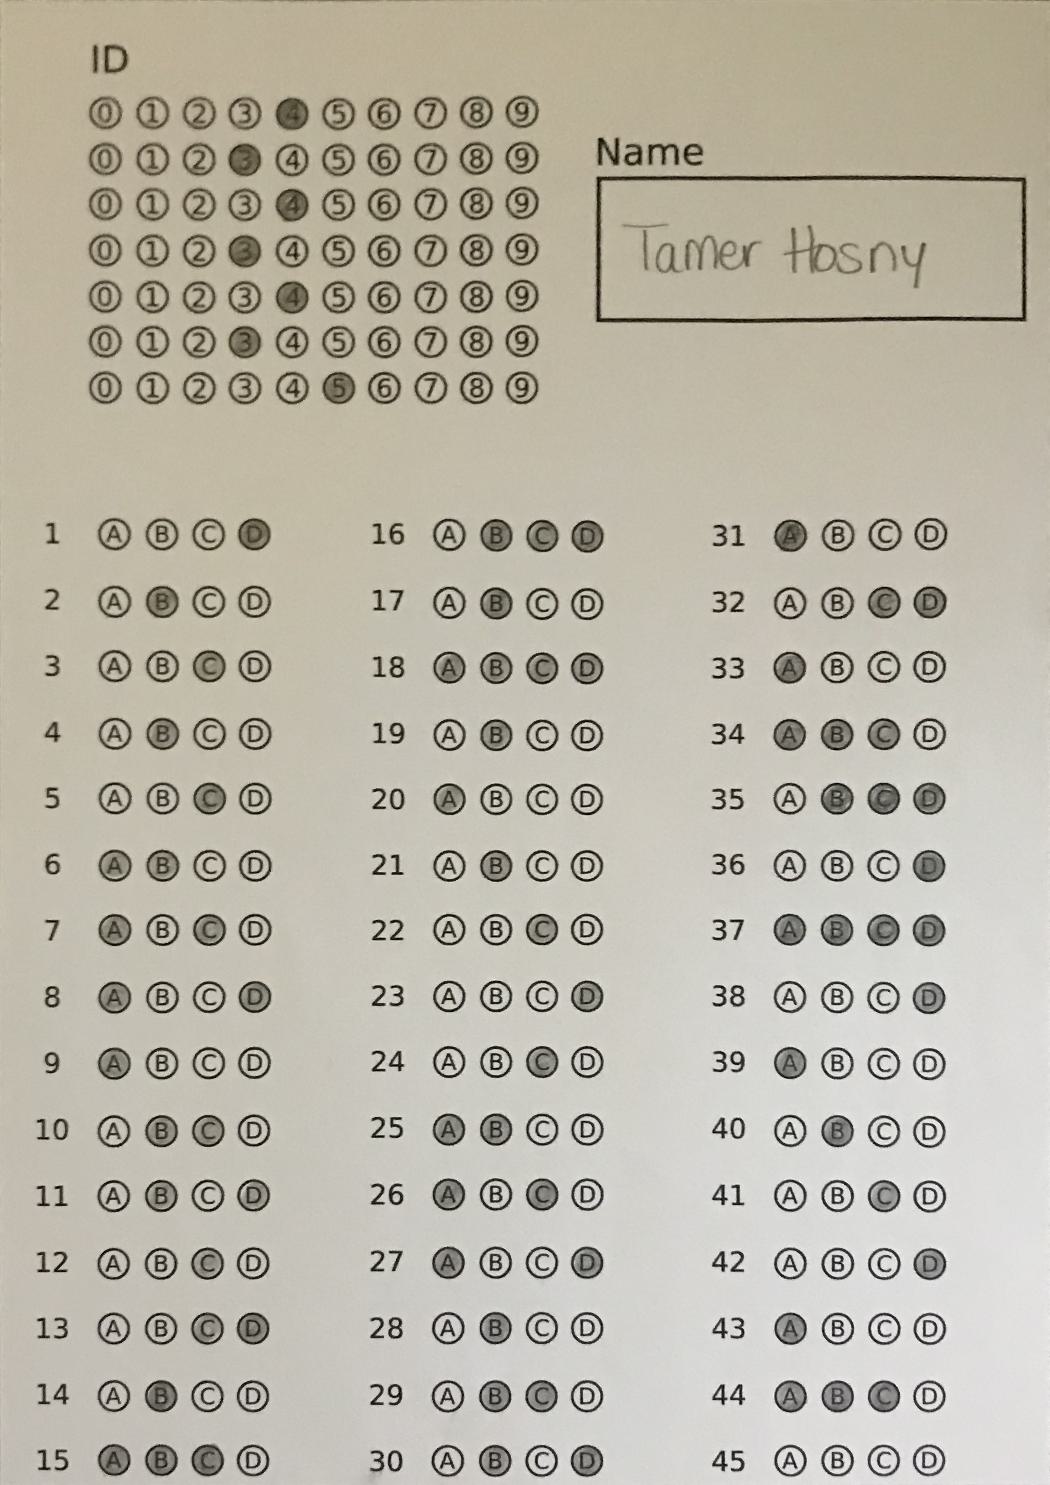 ID
0 1 2 3 4 5 6 7 8 9
0 1 2 3 4 5 6 7 8 9
Name
0 1 2 3 4 5 6 7 8 9
Tamer Hosny
0 1 2 3 4 5 6 7 8 9
0 1 2 3 4 5 6 7 8 9
0 1 2 3 4 5 6 7 8 9
0 1 2 3 4 5 6 7 8 9
1 A B C D
2 A B C D
3 A B C D
4 A B C D
5 A B C D
6 A B C D
7 A B C D
8 A B C D
9 A B C D
10 A B C D
11 A B C D
12 A B C D
13 A B C D
14 A B C D
15 A B C D
16 A B C D
17 A B C D
18 A B C D
19 A B C D
20 A B C D
21 A B C D
22 A B C D
23 A B C D
24 A B C D
25 A B C D
26 A B C D
27 A B C D
28 A B C D
29 A B C D
30 A B C D
31 A B C D
32 A B C D
33 A B C D
34 A B C D
35 A B C D
36 A B C D
37 A B C D
38 A B C D
39 A B C D
40 A B C D
41 A B C D
42 A B C D
43 A B C D
44 A B C D
45 A B C D